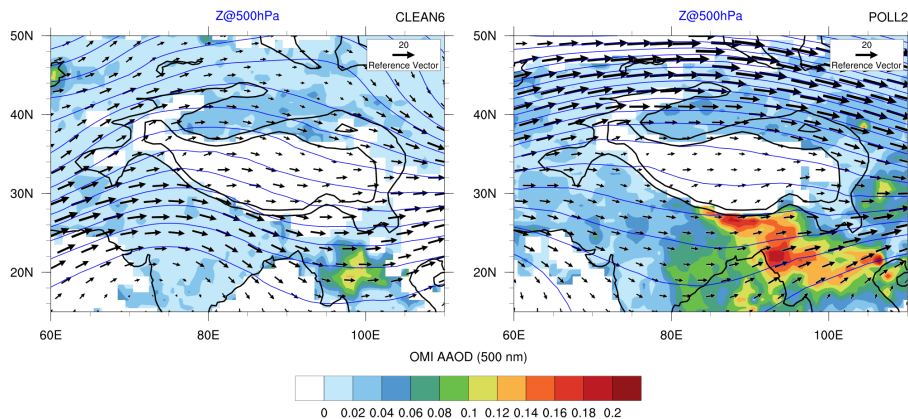 Z@500hPa CLEAN6
Z@500hPa POLL2
50N
20
Reference Vector
40N
30N
20N
60E 80E 100E
50N
20
Reference Vector
40N
30N
20N
60E 80E 100E
OMI AAOD (500 nm)
0 0.02 0.04 0.06 0.08 0.1 0.12 0.14 0.16 0.18 0.2